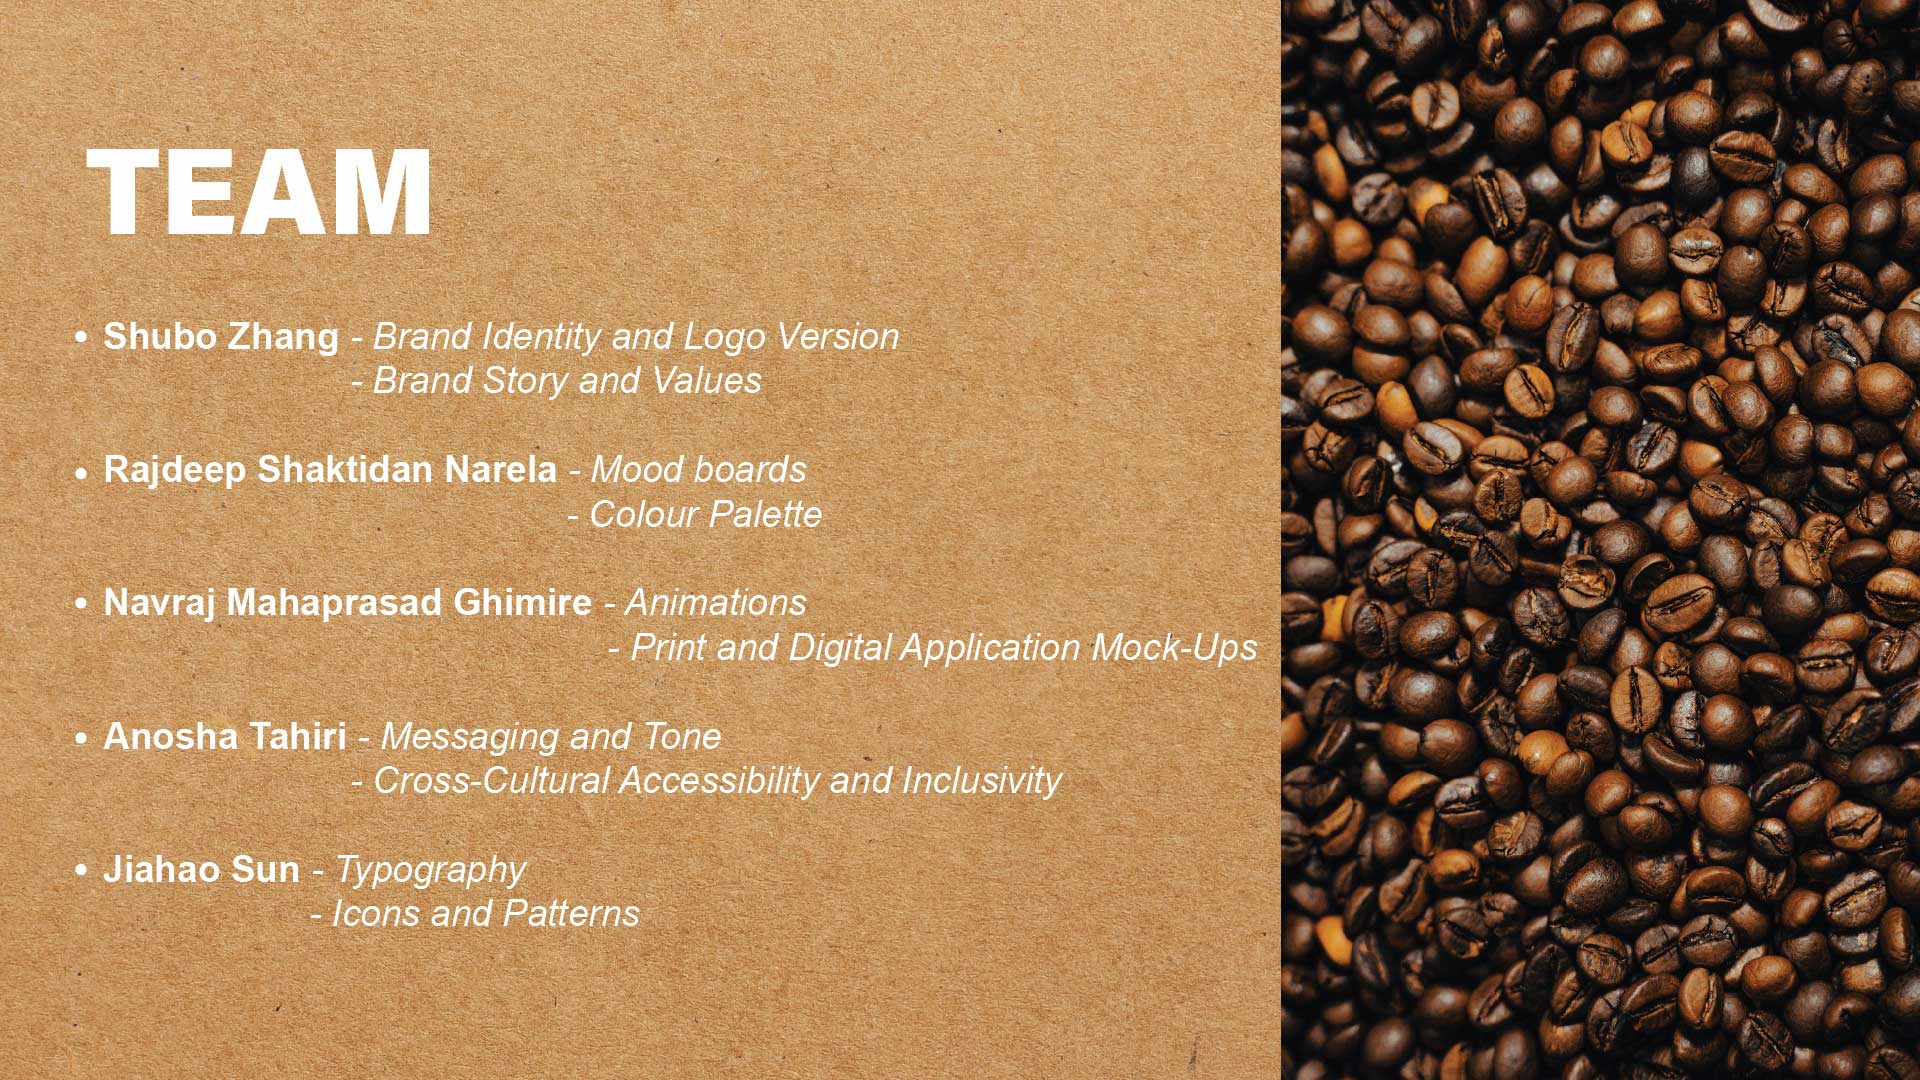 TEAM
• Shubo Zhang - Brand Identity and Logo Version
- Brand Story and Values
• Rajdeep Shaktidan Narela - Mood boards
- Colour Palette
• Navraj Mahaprasad Ghimire - Animations
- Print and Digital Application Mock-Ups
• Anosha Tahiri - Messaging and Tone
- Cross-Cultural Accessibility and Inclusivity
• Jiahao Sun - Typography
- Icons and Patterns